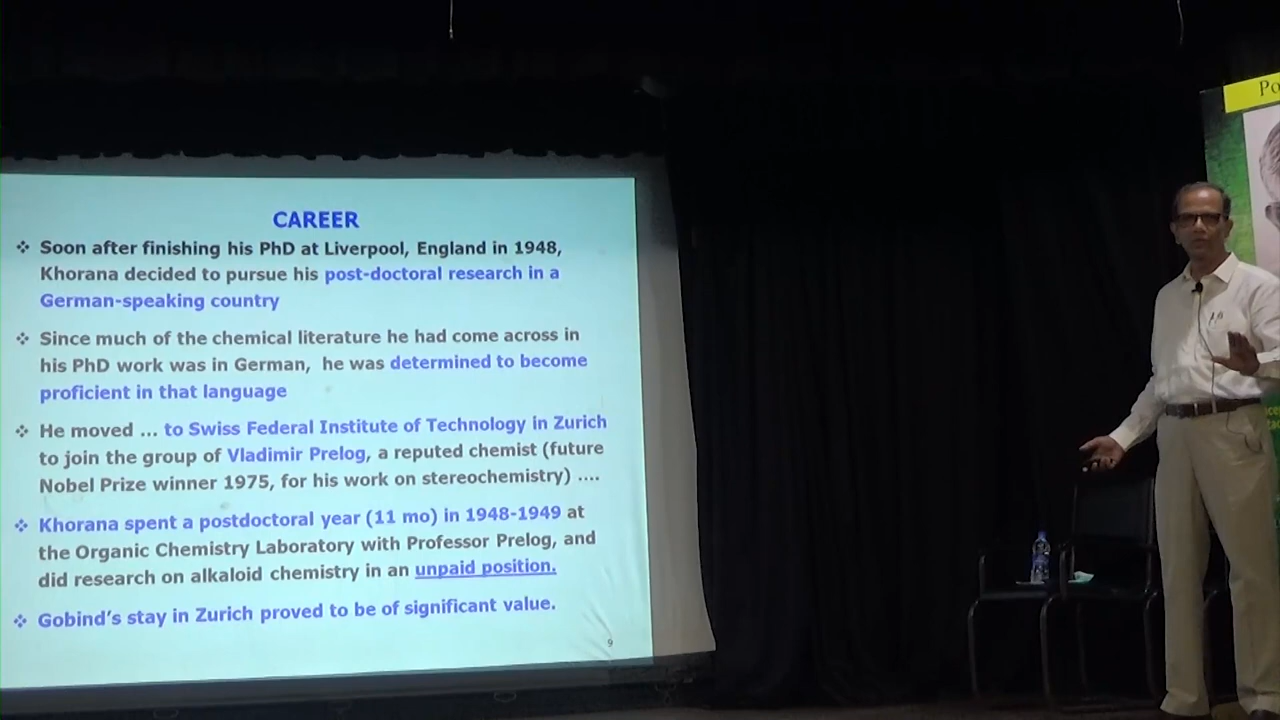 CAREER
❖ Soon after finishing his PhD at Liverpool, England in 1948,
Khorana decided to pursue his post-doctoral research in a
German-speaking country
❖ Since much of the chemical literature he had come across in
his PhD work was in German, he was determined to become
proficient in that language
❖ He moved ... to Swiss Federal Institute of Technology in Zurich
to join the group of Vladimir Prelog, a reputed chemist (future
Nobel Prize winner 1975, for his work on stereochemistry) ....
❖ Khorana spent a postdoctoral year (11 mo) in 1948-1949 at
the Organic Chemistry Laboratory with Professor Prelog, and
did research on alkaloid chemistry in an unpaid position.
❖ Gobind's stay in Zurich proved to be of significant value.
9
Po